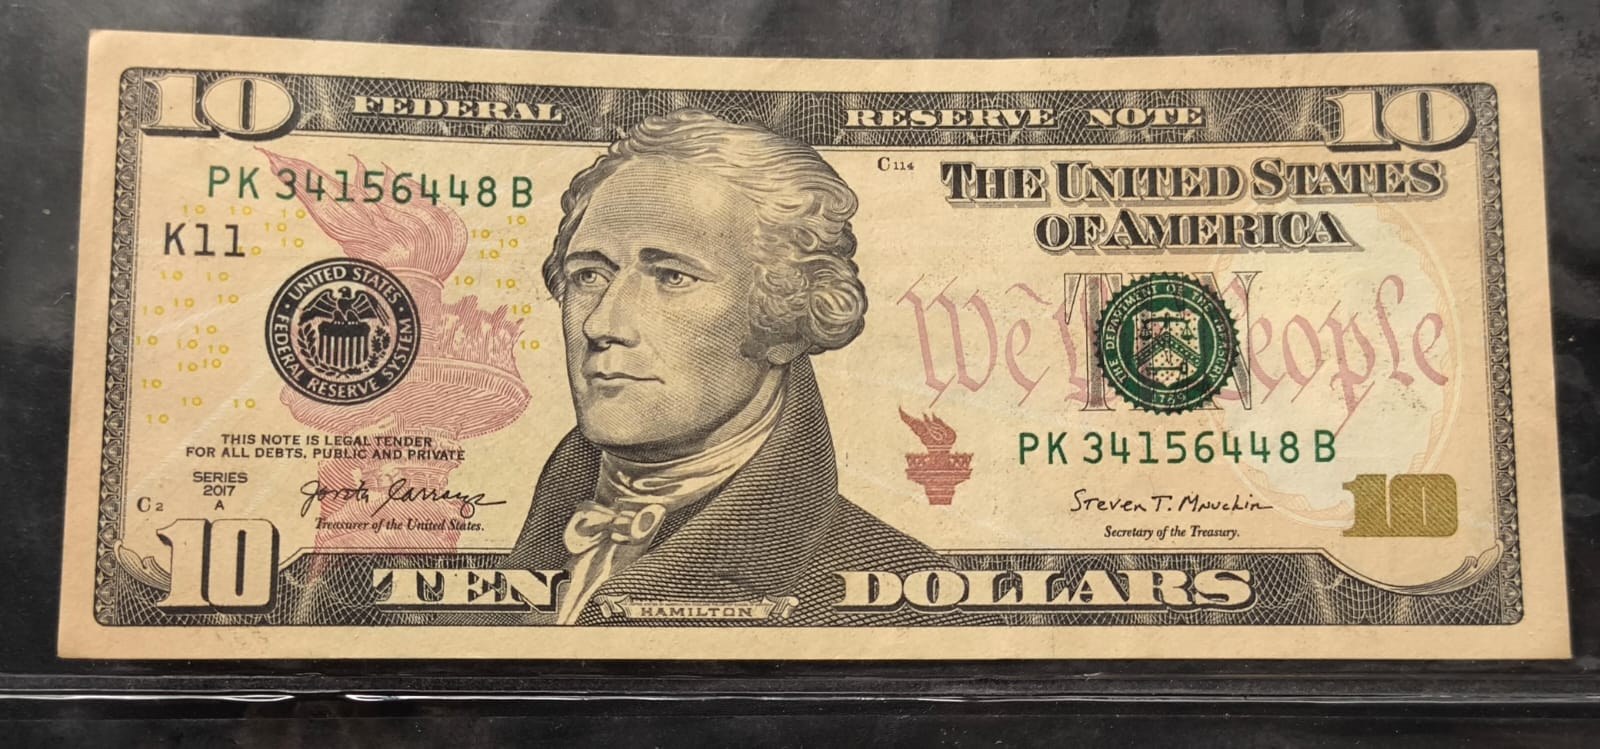 10 FEDERAL RESERVE NOTE 10
C 114
THE UNITED STATES
OF AMERICA
PK 34156448 B
K11
UNITED STATES FEDERAL RESERVE SYSTEM
We People
TEN
THE DEPARTMENT OF THE TREASURY 1789
PK 34156448 B
THIS NOTE IS LEGAL TENDER
FOR ALL DEBTS, PUBLIC AND PRIVATE
SERIES
2017
A
C 2
Steven T. Mnuchin
Treasurer of the United States.
Secretary of the Treasury.
10
10
TEN DOLLARS
HAMILTON